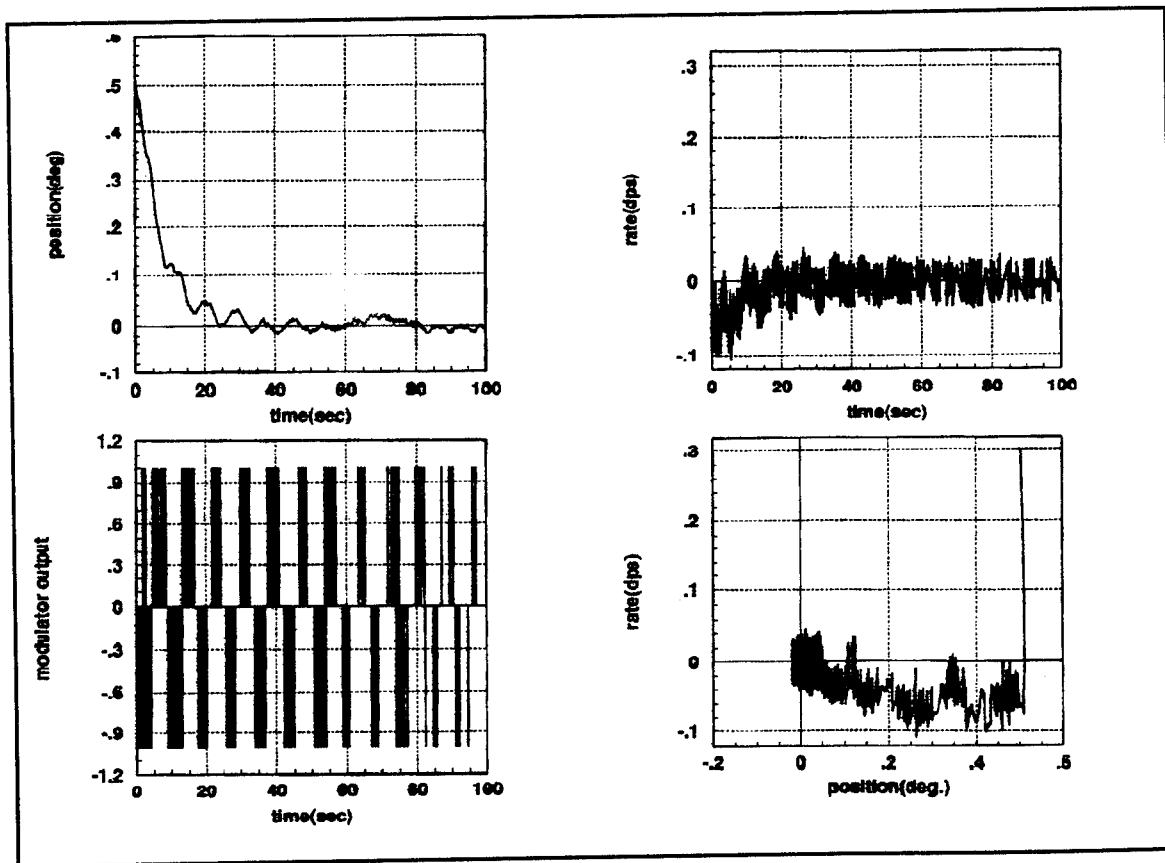 .5
.4
.3
.2
.1
0
-.1
position(deg)
0 20 40 60 80 100
time(sec)
.3
.2
.1
0
-.1
rate(dps)
0 20 40 60 80 100
time(sec)
1.2
.9
.6
.3
0
-.3
-.6
-.9
-1.2
modulator output
0 20 40 60 80 100
time(sec)
.3
.2
.1
0
-.1
rate(dps)
-.2 0 .2 .4 .5
position(deg.)